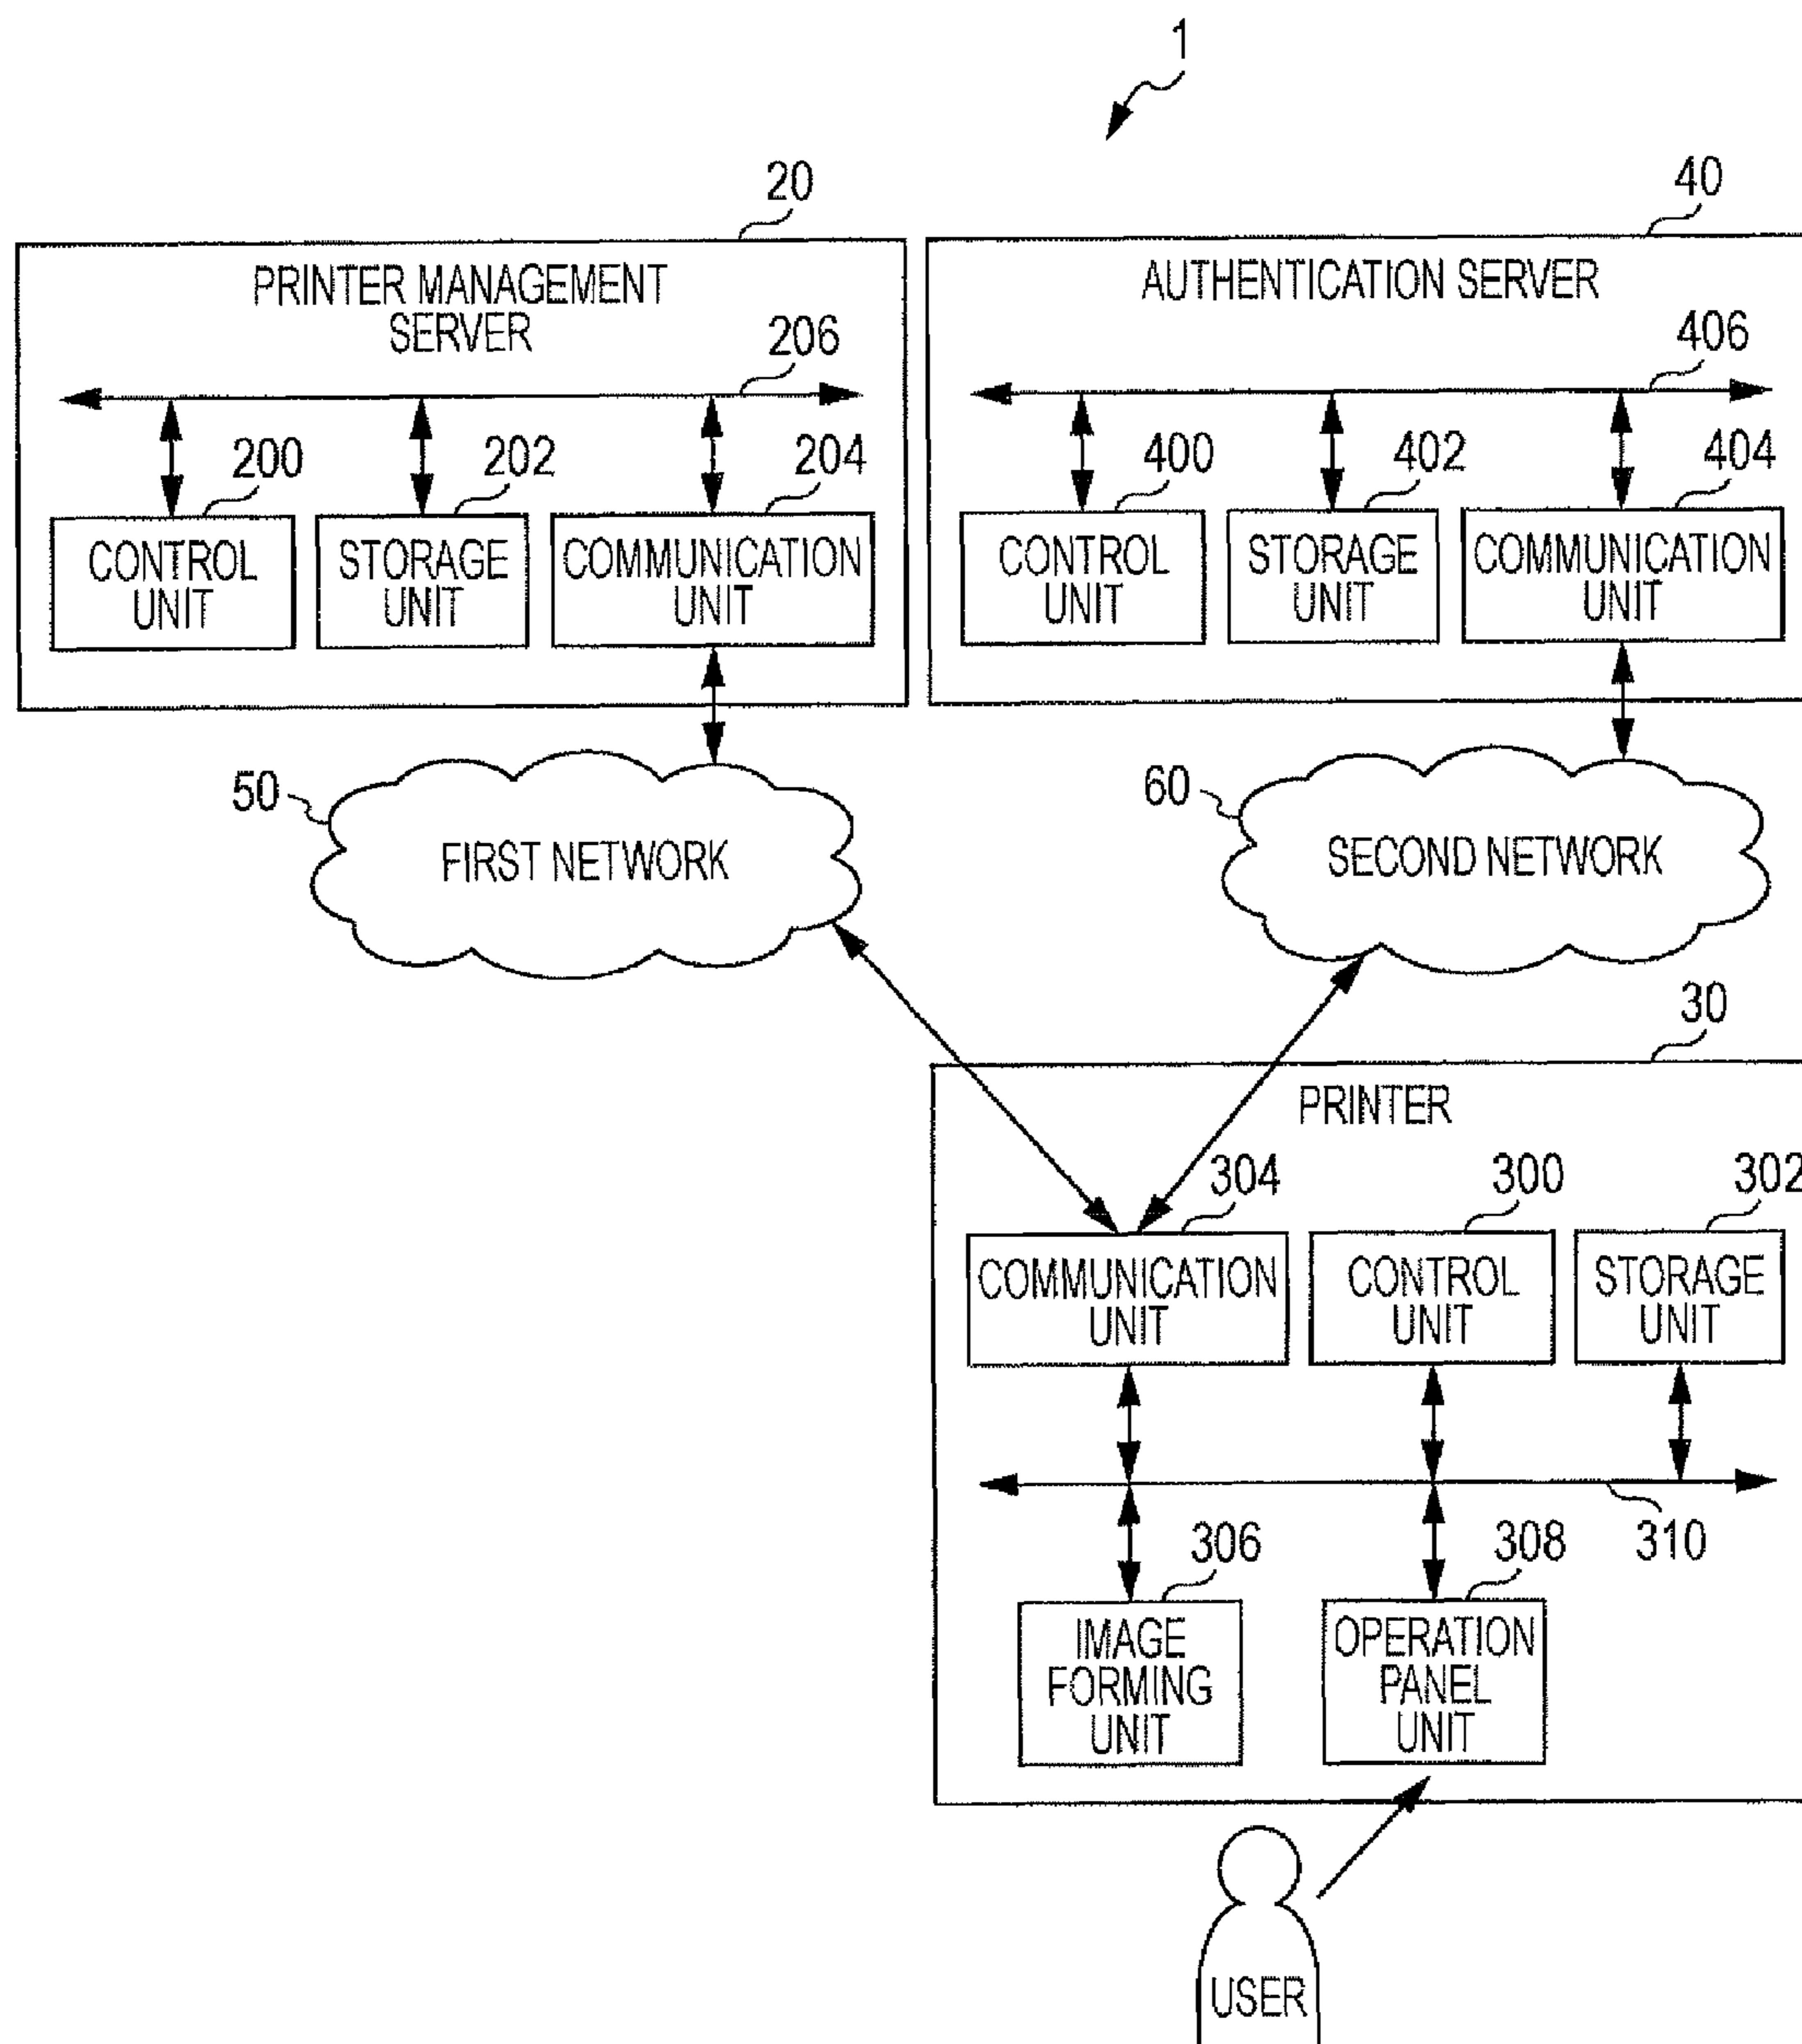 1
20
40
PRINTER MANAGEMENT
SERVER
206
200
202
204
CONTROL
UNIT
STORAGE
UNIT
COMMUNICATION
UNIT
AUTHENTICATION SERVER
406
400
402
404
CONTROL
UNIT
STORAGE
UNIT
COMMUNICATION
UNIT
50
FIRST NETWORK
60
SECOND NETWORK
30
PRINTER
304
300
302
COMMUNICATION
UNIT
CONTROL
UNIT
STORAGE
UNIT
310
306
308
IMAGE
FORMING
UNIT
OPERATION
PANEL
UNIT
USER